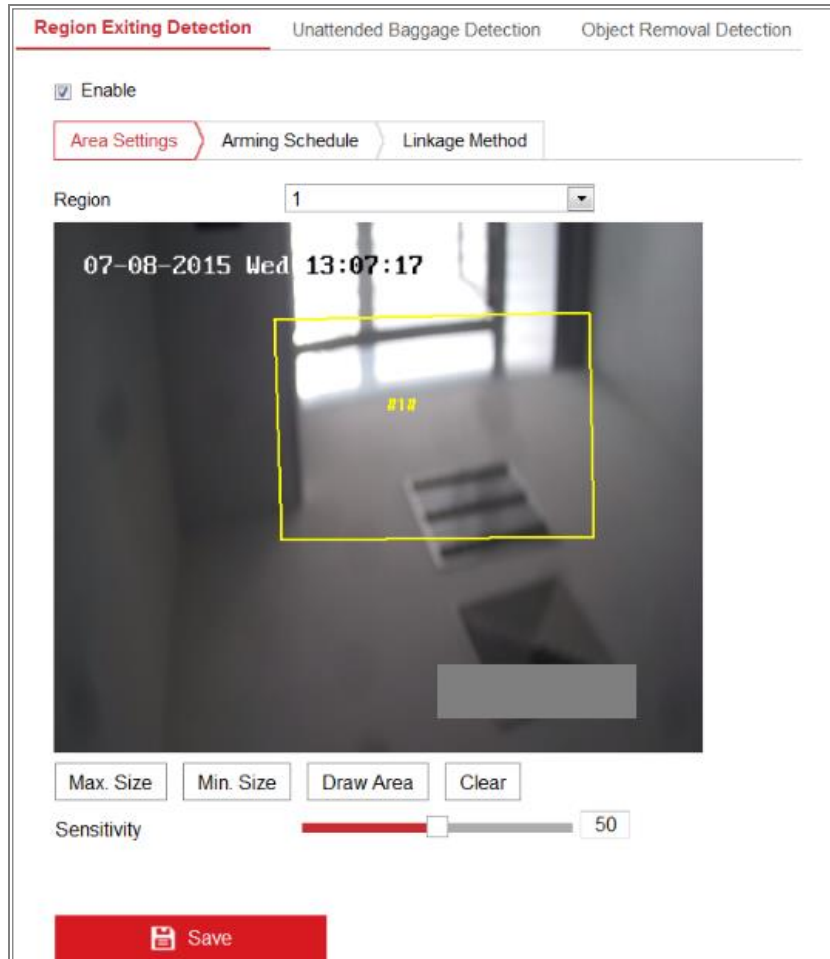 Region Exiting Detection Unattended Baggage Detection Object Removal Detection
Enable
Area Settings Arming Schedule Linkage Method
Region 1
07-08-2015 Wed 13:07:17
#1#
Max. Size Min. Size Draw Area Clear
Sensitivity 50
Save